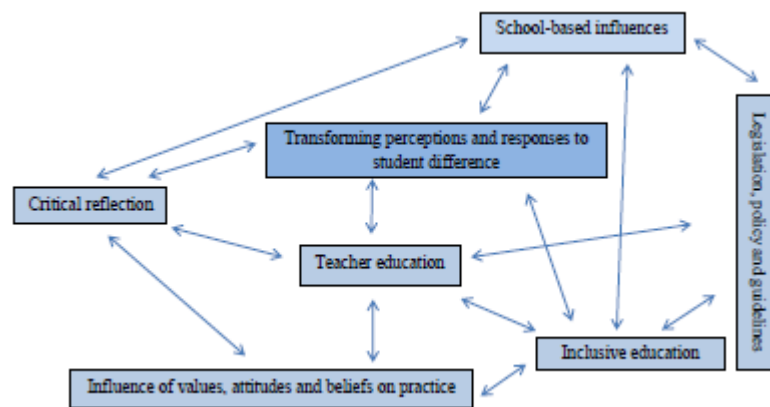 School-based influences
Transforming perceptions and responses to
student difference
Critical reflection
Teacher education
Legislation, policy and guidelines
Inclusive education
Influence of values, attitudes and beliefs on practice